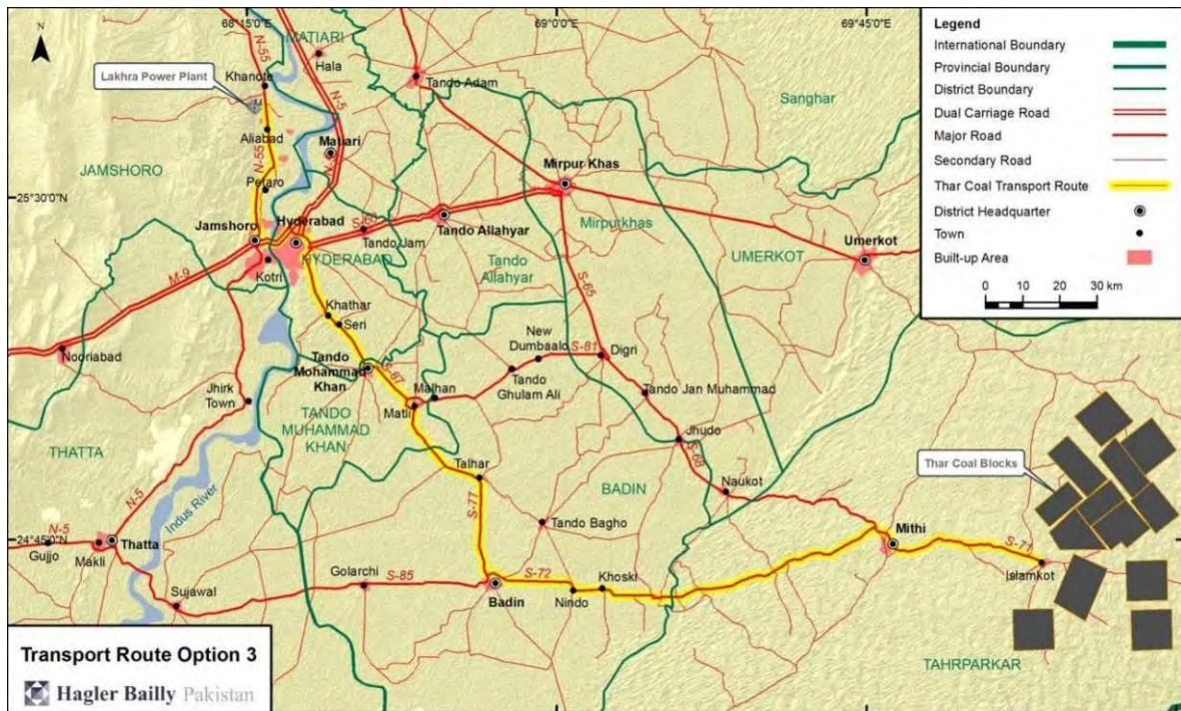 68°15'0"E
69°0'0"E
69°45'0"E
N
N-55
MATIARI
Hala
Khanote
Lakhra Power Plant
N-5
Tando Adam
Sanghar
Aliabad
Matiari
JAMSHORO
N-55
Petaro
Mirpur Khas
25°30'0"N
Jamshoro
Hyderabad
S-60
Tando Allahyar
Mirpurkhas
Tando Jam
HYDERABAD
Tando
Allahyar
UMERKOT
Umerkot
Kotri
M-9
S-65
Khathar
Seri
New
Dumbaalo
S-81
Digri
Nooriabad
Tando
Mohammad
Khan
S-87
Tando
Ghulam Ali
Tando Jan Muhammad
Malhan
Matli
Jhirk
Town
TANDO
MUHAMMAD
KHAN
Jhudo
S-68
THATTA
Thar Coal Blocks
Talhar
BADIN
Naukot
N-5
Indus River
S-77
Tando Bagho
24°45'0"N
N-5
Gujjo
Makli
Thatta
Mithi
S-71
Islamkot
Sujawal
Golarchi
S-85
Badin
S-72
Nindo
Khoski
TAHRPARKAR
Legend
International Boundary
Provincial Boundary
District Boundary
Dual Carriage Road
Major Road
Secondary Road
Thar Coal Transport Route
District Headquarter
Town
Built-up Area
0 5 10 20 30 km
Transport Route Option 3
Hagler Bailly Pakistan